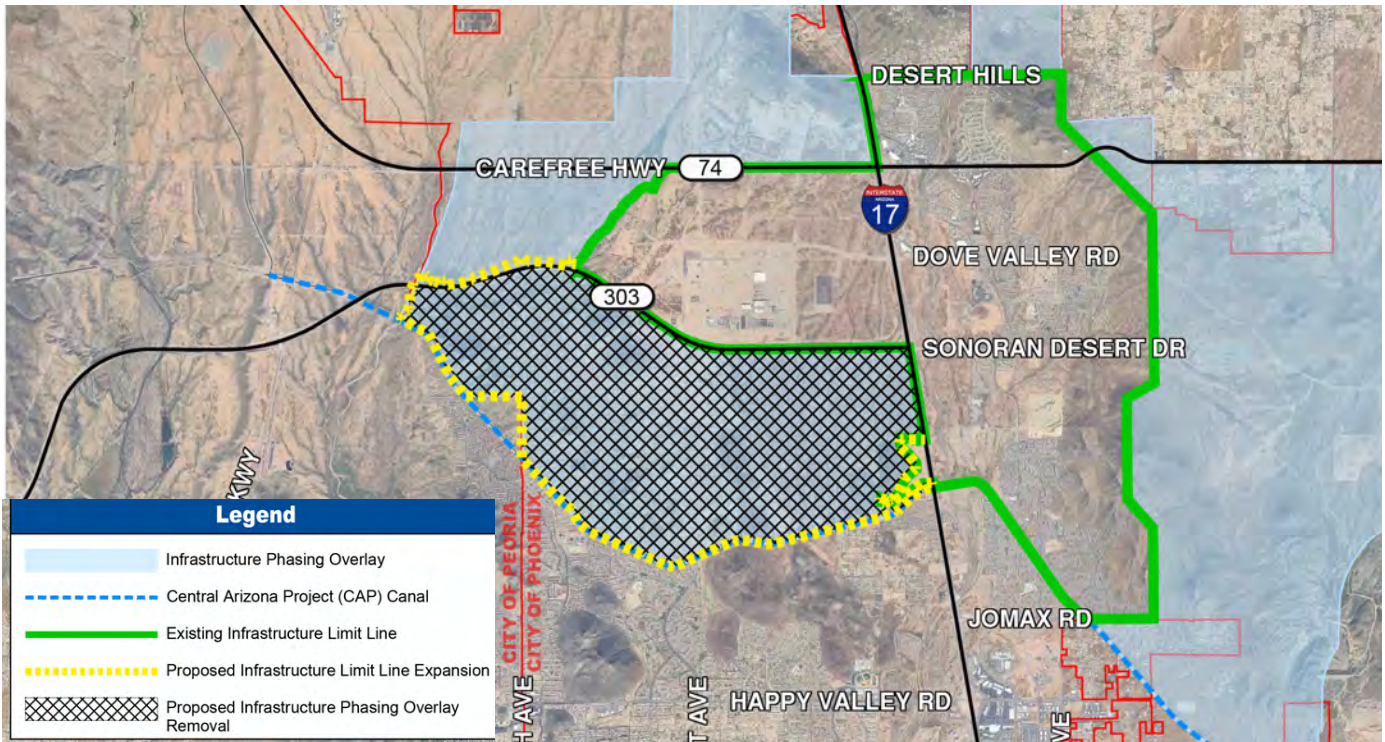 DESERT HILLS
CAREFREE HWY
74
INTERSTATE
ARIZONA
17
DOVE VALLEY RD
303
SONORAN DESERT DR
KWY
CITY OF PEORIA
CITY OF PHOENIX
JOMAX RD
HAPPY VALLEY RD
H AVE
T AVE
VE
Legend
Infrastructure Phasing Overlay
Central Arizona Project (CAP) Canal
Existing Infrastructure Limit Line
Proposed Infrastructure Limit Line Expansion
Proposed Infrastructure Phasing Overlay
Removal